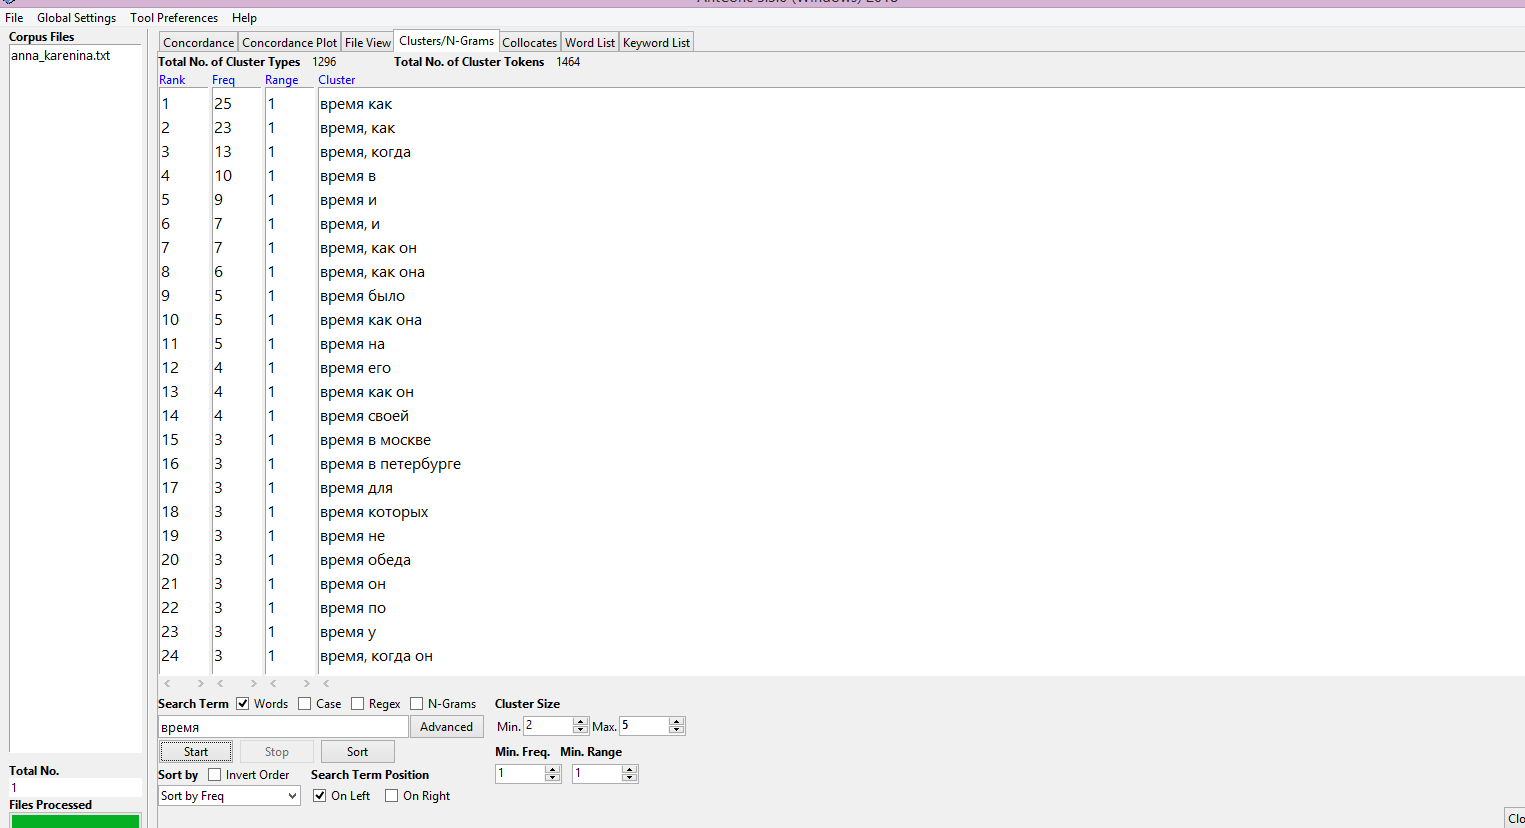 File Global Settings Tool Preferences Help
Corpus Files
anna_karenina.txt
Concordance Concordance Plot File View Clusters/N-Grams Collocates Word List Keyword List
Total No. of Cluster Types 1296 Total No. of Cluster Tokens 1464
Rank Freq Range Cluster
1 25 1 время как
2 23 1 время, как
3 13 1 время, когда
4 10 1 время в
5 9 1 время и
6 7 1 время, и
7 7 1 время, как он
8 6 1 время, как она
9 5 1 время было
10 5 1 время как она
11 5 1 время на
12 4 1 время его
13 4 1 время как он
14 4 1 время своей
15 3 1 время в москве
16 3 1 время в петербурге
17 3 1 время для
18 3 1 время которых
19 3 1 время не
20 3 1 время обеда
21 3 1 время он
22 3 1 время по
23 3 1 время у
24 3 1 время, когда он
Search Term Words Case Regex N-Grams Cluster Size
время Advanced Min. 2 Max. 5
Start Stop Sort Min. Freq. Min. Range
1 1
Sort by Invert Order Search Term Position
Sort by Freq On Left On Right
Total No.
1
Files Processed
Clo